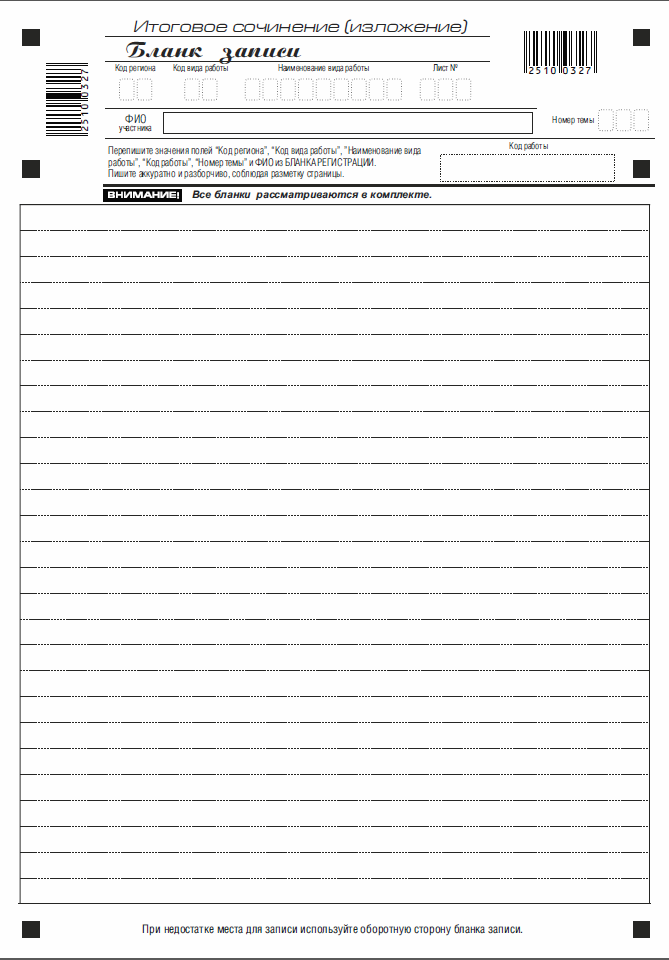 Итоговое сочинение (изложение)
Бланк записи
Код региона Код вида работы Наименование вида работы Лист №
2510 0327
2510 0327
ФИО
участника
Номер темы
Перепишите значения полей “Код региона”, “Код вида работы”, ”Наименование вида
работы”, “Код работы”, “Номер темы” и ФИО из БЛАНКА РЕГИСТРАЦИИ.
Пишите аккуратно и разборчиво, соблюдая разметку страницы.
Код работы
ВНИМАНИЕ! Все бланки рассматриваются в комплекте.
При недостатке места для записи используйте оборотную сторону бланка записи.